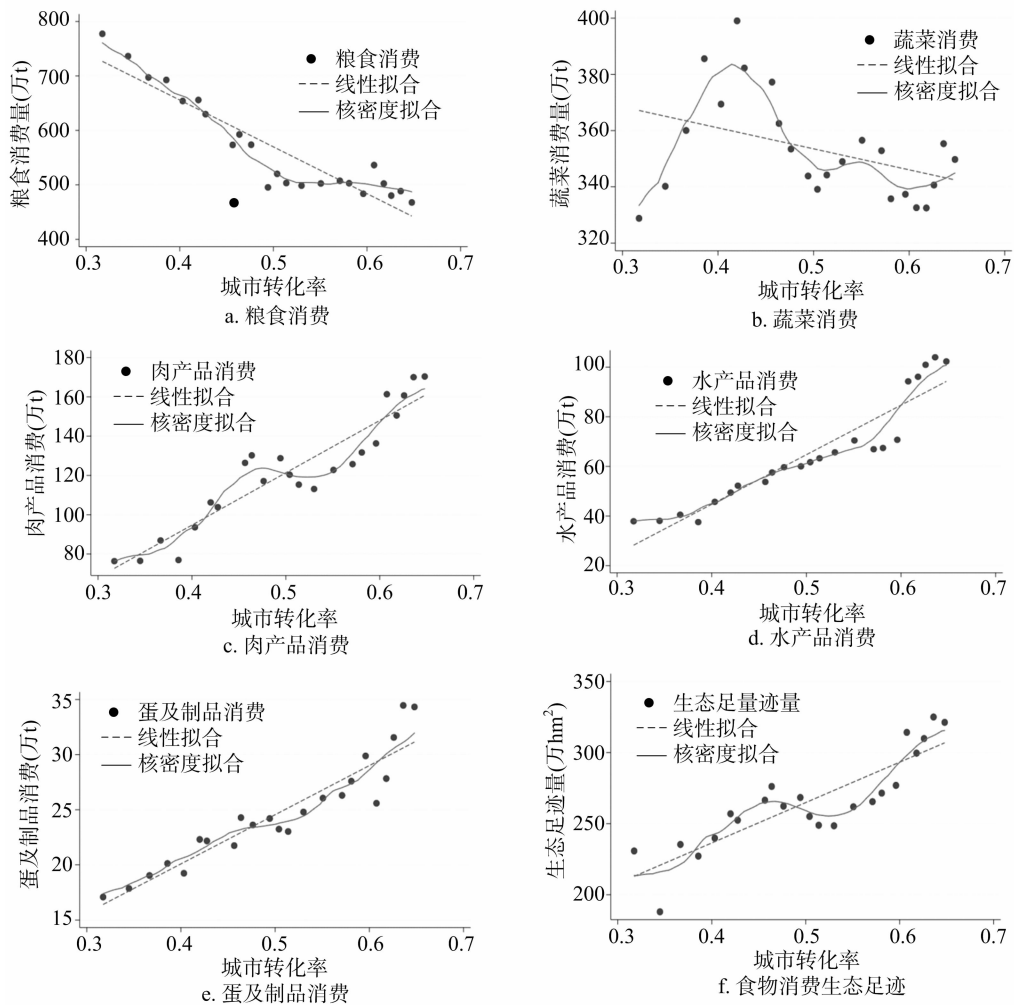 800
700
600
500
400
粮食消费量(万t)
粮食消费
线性拟合
核密度拟合
0.3 0.4 0.5 0.6 0.7
城市转化率
a. 粮食消费
400
380
360
340
320
蔬菜消费量(万t)
蔬菜消费
线性拟合
核密度拟合
0.3 0.4 0.5 0.6 0.7
城市转化率
b. 蔬菜消费
180
160
140
120
100
80
肉产品消费(万t)
肉产品消费
线性拟合
核密度拟合
0.3 0.4 0.5 0.6 0.7
城市转化率
c. 肉产品消费
100
80
60
40
20
水产品消费(万t)
水产品消费
线性拟合
核密度拟合
0.3 0.4 0.5 0.6 0.7
城市转化率
d. 水产品消费
35
30
25
20
15
蛋及制品消费(万t)
蛋及制品消费
线性拟合
核密度拟合
0.3 0.4 0.5 0.6 0.7
城市转化率
e. 蛋及制品消费
350
300
250
200
生态足迹量(万hm²)
生态足量迹量
线性拟合
核密度拟合
0.3 0.4 0.5 0.6 0.7
城市转化率
f. 食物消费生态足迹